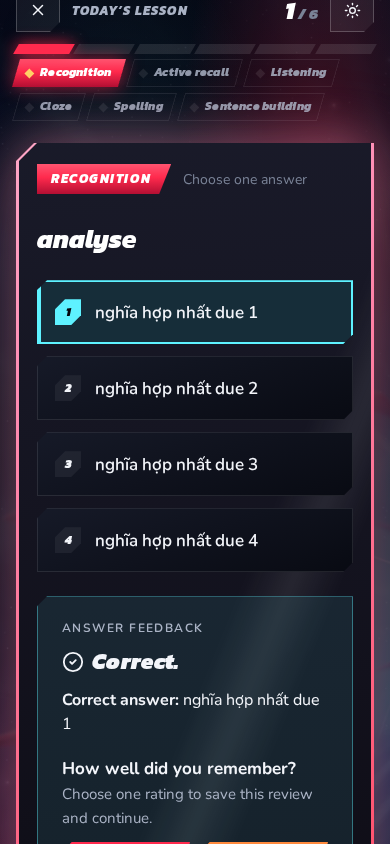 TODAY'S LESSON
1 / 6
Recognition
Active recall
Listening
Cloze
Spelling
Sentence building
RECOGNITION
Choose one answer
analyse
1 nghĩa hợp nhất due 1
2 nghĩa hợp nhất due 2
3 nghĩa hợp nhất due 3
4 nghĩa hợp nhất due 4
ANSWER FEEDBACK
Correct.
Correct answer: nghĩa hợp nhất due
1
How well did you remember?
Choose one rating to save this review
and continue.